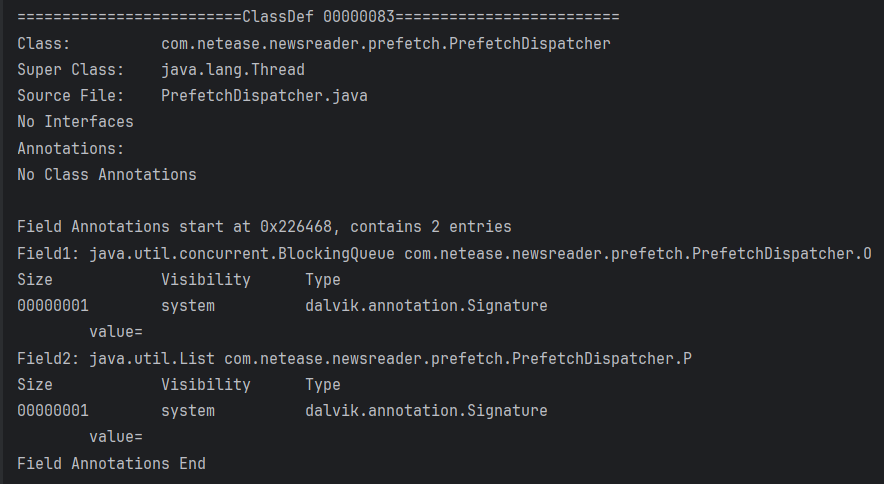 =========================ClassDef 00000083=========================
Class:          com.netease.newsreader.prefetch.PrefetchDispatcher
Super Class:    java.lang.Thread
Source File:    PrefetchDispatcher.java
No Interfaces
Annotations:
No Class Annotations
Field Annotations start at 0x226468, contains 2 entries
Field1: java.util.concurrent.BlockingQueue com.netease.newsreader.prefetch.PrefetchDispatcher.O
Size            Visibility      Type
00000001        system          dalvik.annotation.Signature
        value=
Field2: java.util.List com.netease.newsreader.prefetch.PrefetchDispatcher.P
Size            Visibility      Type
00000001        system          dalvik.annotation.Signature
        value=
Field Annotations End